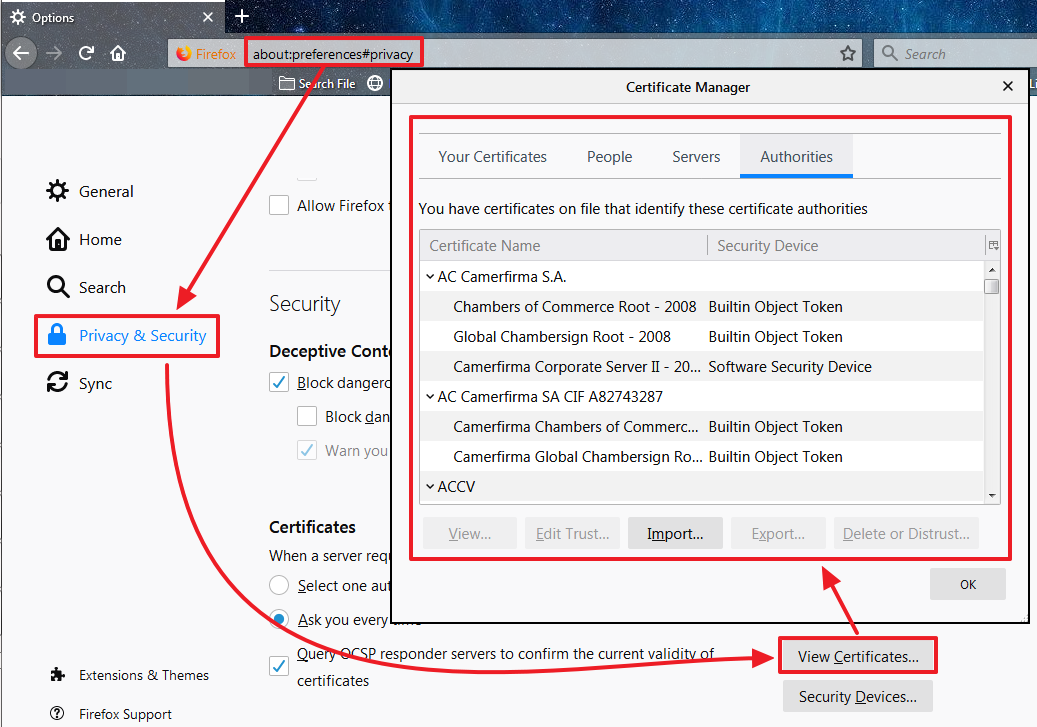 Options
Firefox
about:preferences#privacy
Search
Search File
General
Home
Search
Privacy & Security
Sync
Extensions & Themes
Firefox Support
Allow Firefox
Security
Deceptive Conte
Block dangero
Block dan
Warn you
Certificates
When a server requ
Select one aut
Ask you every time
Query OCSP responder servers to confirm the current validity of
certificates
View Certificates...
Security Devices...
Certificate Manager
Your Certificates
People
Servers
Authorities
You have certificates on file that identify these certificate authorities
Certificate Name
Security Device
AC Camerfirma S.A.
Chambers of Commerce Root - 2008 Builtin Object Token
Global Chambersign Root - 2008 Builtin Object Token
Camerfirma Corporate Server II - 20... Software Security Device
AC Camerfirma SA CIF A82743287
Camerfirma Chambers of Commerc... Builtin Object Token
Camerfirma Global Chambersign Ro... Builtin Object Token
ACCV
View...
Edit Trust...
Import...
Export...
Delete or Distrust...
OK